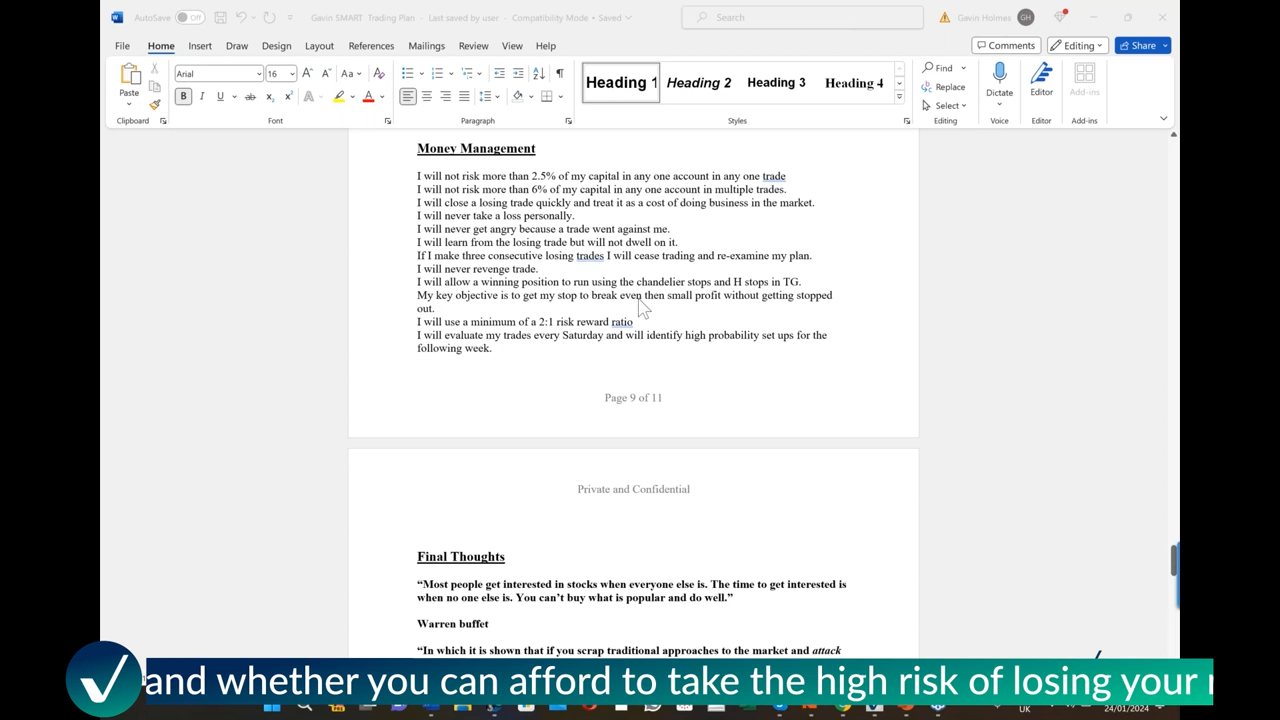 AutoSave Off Gavin SMART Trading Plan - Last saved by user - Compatibility Mode • Saved Search Gavin Holmes GH
File Home Insert Draw Design Layout References Mailings Review View Help Comments Editing Share
Arial 16 Heading 1 Heading 2 Heading 3 Heading 4 Find Replace Select
Paste Dictate Editor Add-ins
Clipboard Font Paragraph Styles Editing Voice Editor Add-ins
Money Management
I will not risk more than 2.5% of my capital in any one account in any one trade
I will not risk more than 6% of my capital in any one account in multiple trades.
I will close a losing trade quickly and treat it as a cost of doing business in the market.
I will never take a loss personally.
I will never get angry because a trade went against me.
I will learn from the losing trade but will not dwell on it.
If I make three consecutive losing trades I will cease trading and re-examine my plan.
I will never revenge trade.
I will allow a winning position to run using the chandelier stops and H stops in TG.
My key objective is to get my stop to break even then small profit without getting stopped
out.
I will use a minimum of a 2:1 risk reward ratio
I will evaluate my trades every Saturday and will identify high probability set ups for the
following week.
Page 9 of 11
Private and Confidential
Final Thoughts
“Most people get interested in stocks when everyone else is. The time to get interested is
when no one else is. You can’t buy what is popular and do well.”
Warren buffet
“In which it is shown that if you scrap traditional approaches to the market and attack
and whether you can afford to take the high risk of losing your
UK 24/01/2024